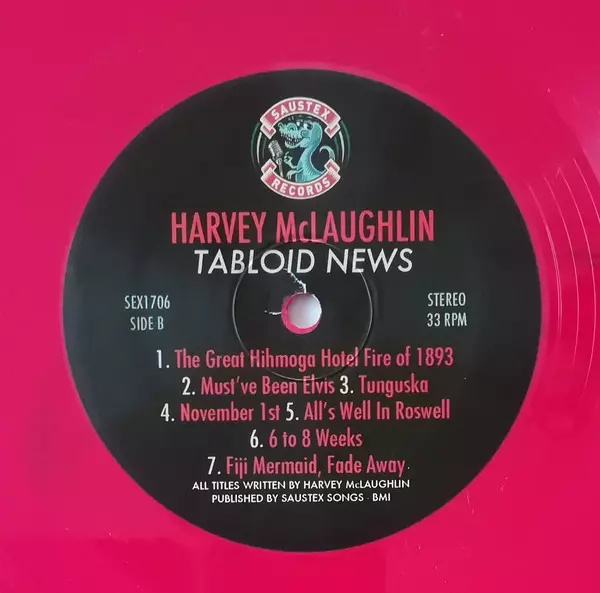 SAUSTEX
RECORDS
HARVEY McLAUGHLIN
TABLOID NEWS
SEX1706
SIDE B
STEREO
33 RPM
1. The Great Hihmoga Hotel Fire of 1893
2. Must've Been Elvis 3. Tunguska
4. November 1st 5. All's Well In Roswell
6. 6 to 8 Weeks
7. Fiji Mermaid, Fade Away
ALL TITLES WRITTEN BY HARVEY McLAUGHLIN
PUBLISHED BY SAUSTEX SONGS - BMI